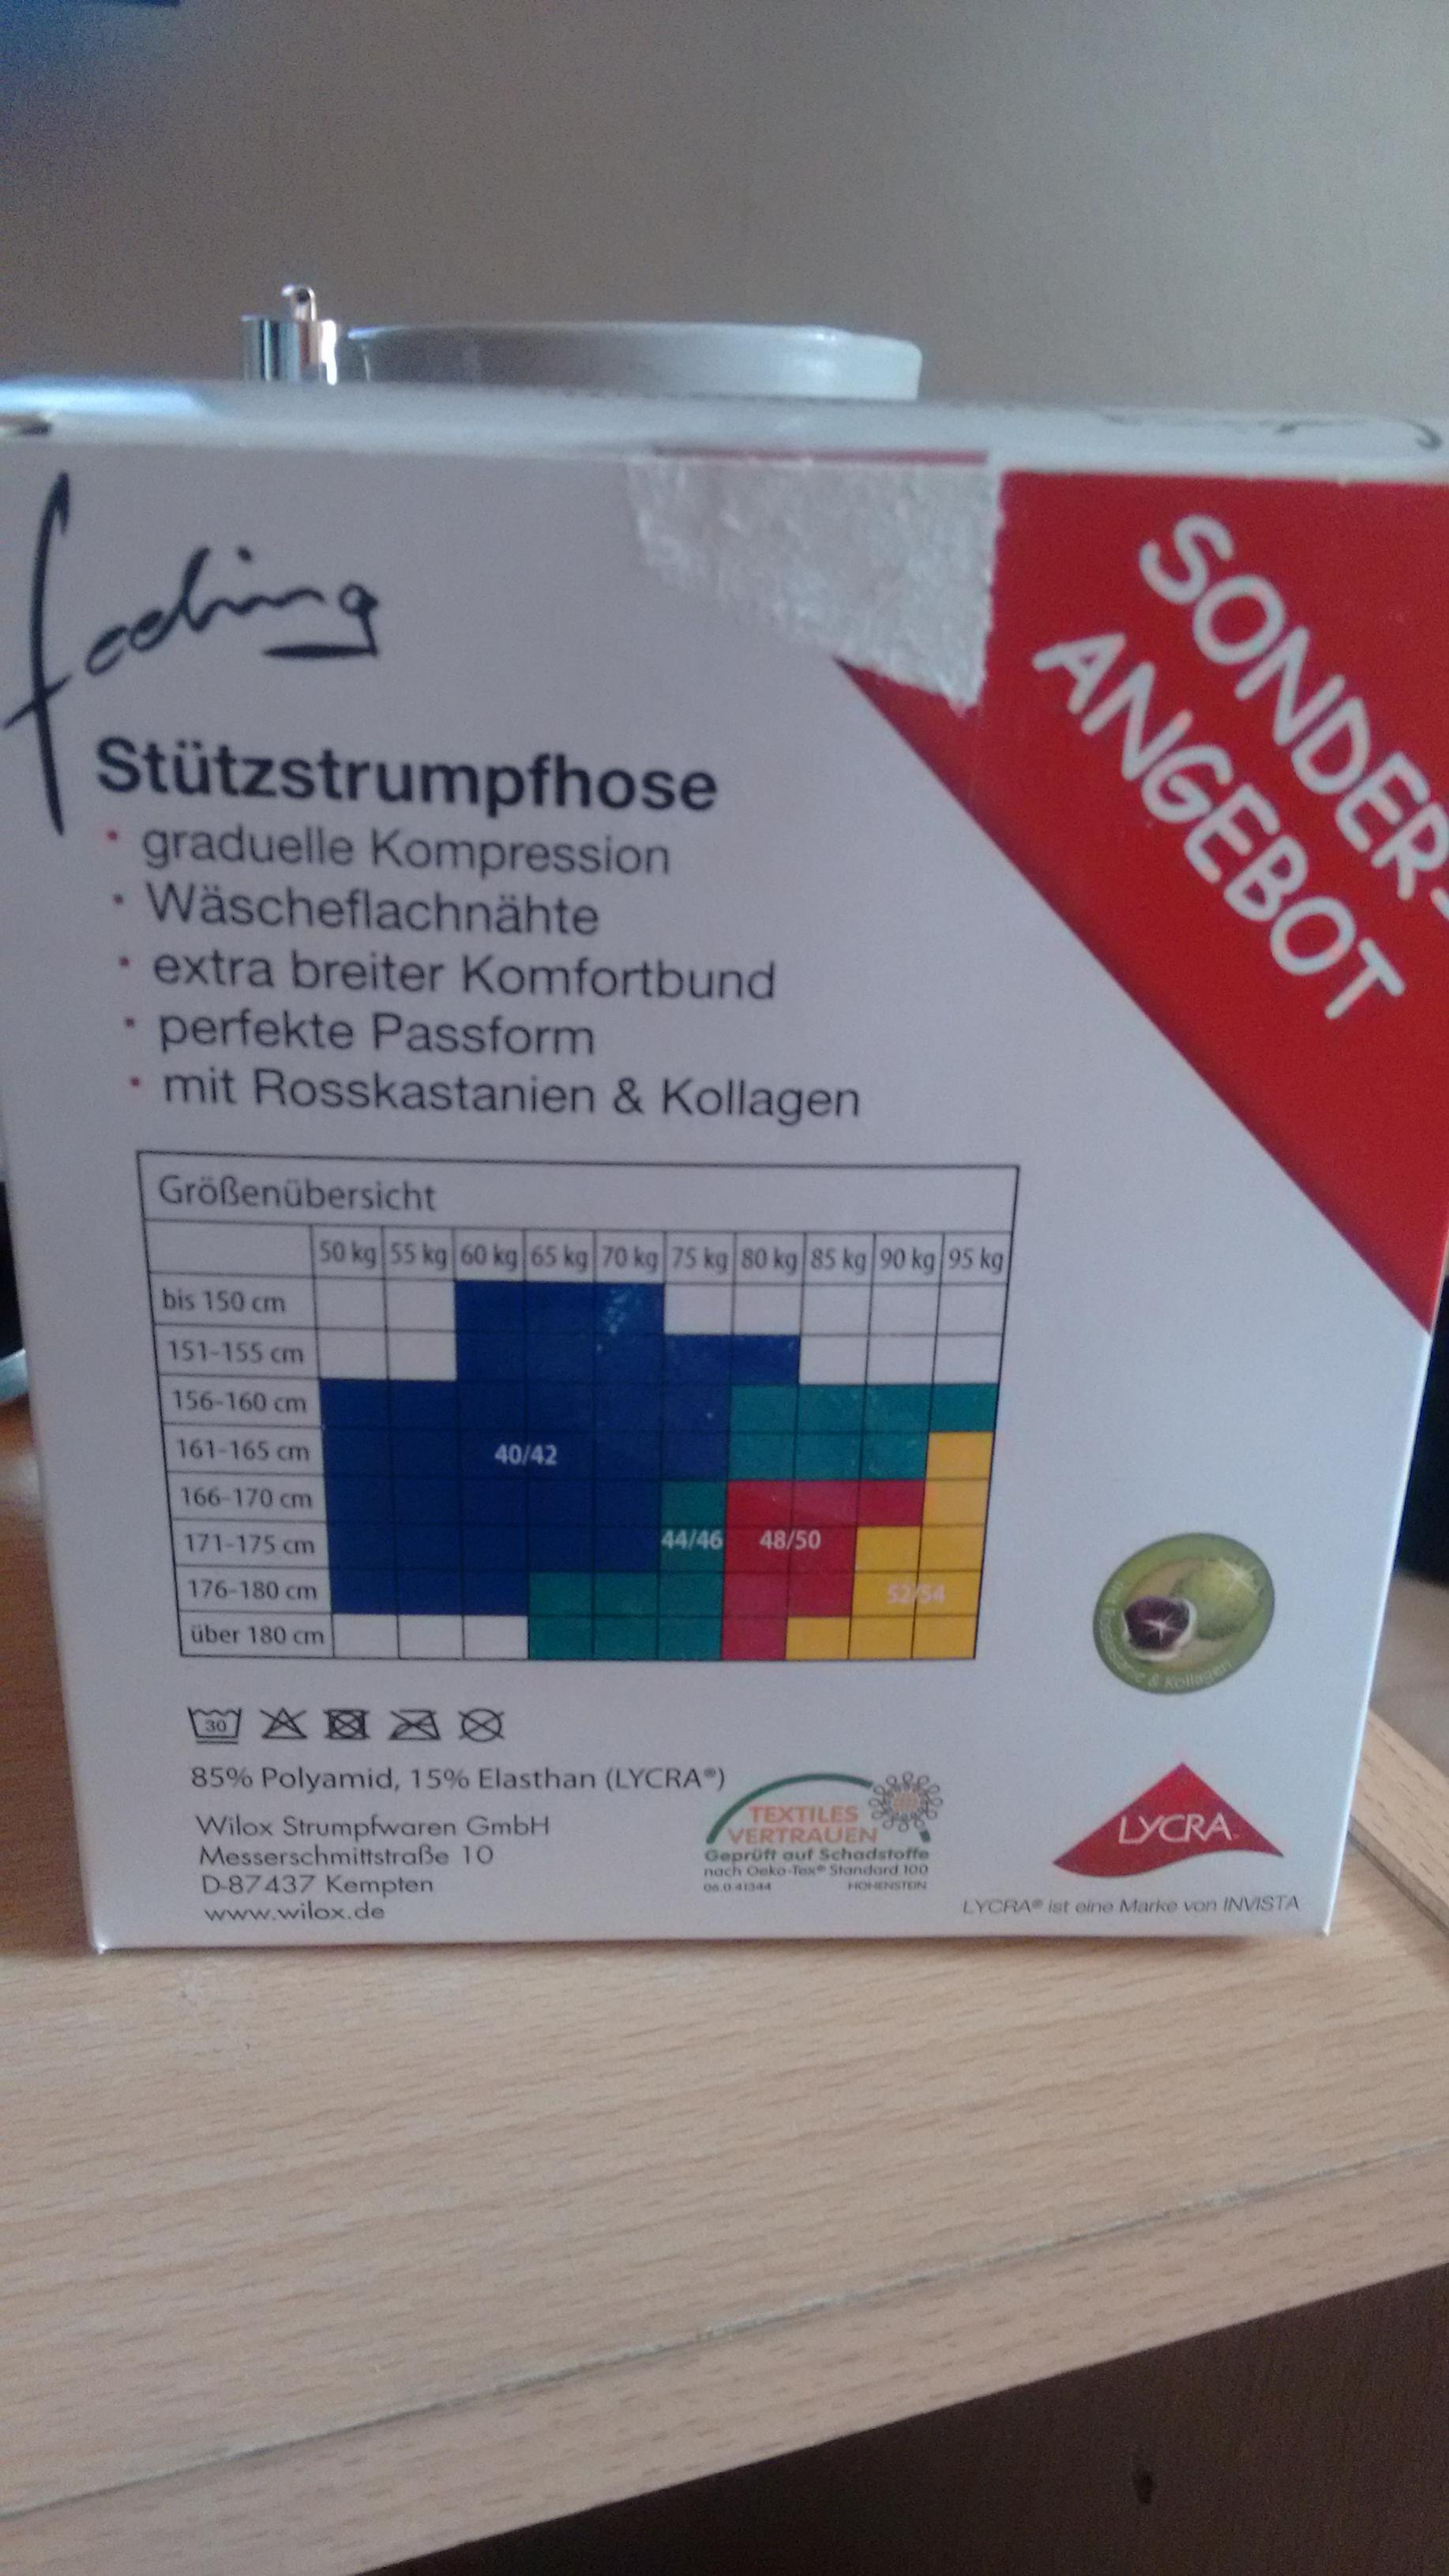 fading
SONDER-
ANGEBOT
Stützstrumpfhose
· graduelle Kompression
· Wäscheflachnähte
· extra breiter Komfortbund
· perfekte Passform
· mit Rosskastanien & Kollagen
Größenübersicht
50 kg 55 kg 60 kg 65 kg 70 kg 75 kg 80 kg 85 kg 90 kg 95 kg
bis 150 cm
151-155 cm
156-160 cm
161-165 cm 40/42
166-170 cm
171-175 cm 44/46 48/50
176-180 cm 52/54
über 180 cm
& Kollagen
30
85% Polyamid, 15% Elasthan (LYCRA®)
Wilox Strumpfwaren GmbH
Messerschmittstraße 10
D-87437 Kempten
www.wilox.de
TEXTILES
VERTRAUEN
Geprüft auf Schadstoffe
nach Oeko-Tex® Standard 100
06.0.41344 HOHENSTEIN
LYCRA
LYCRA® ist eine Marke von INVISTA